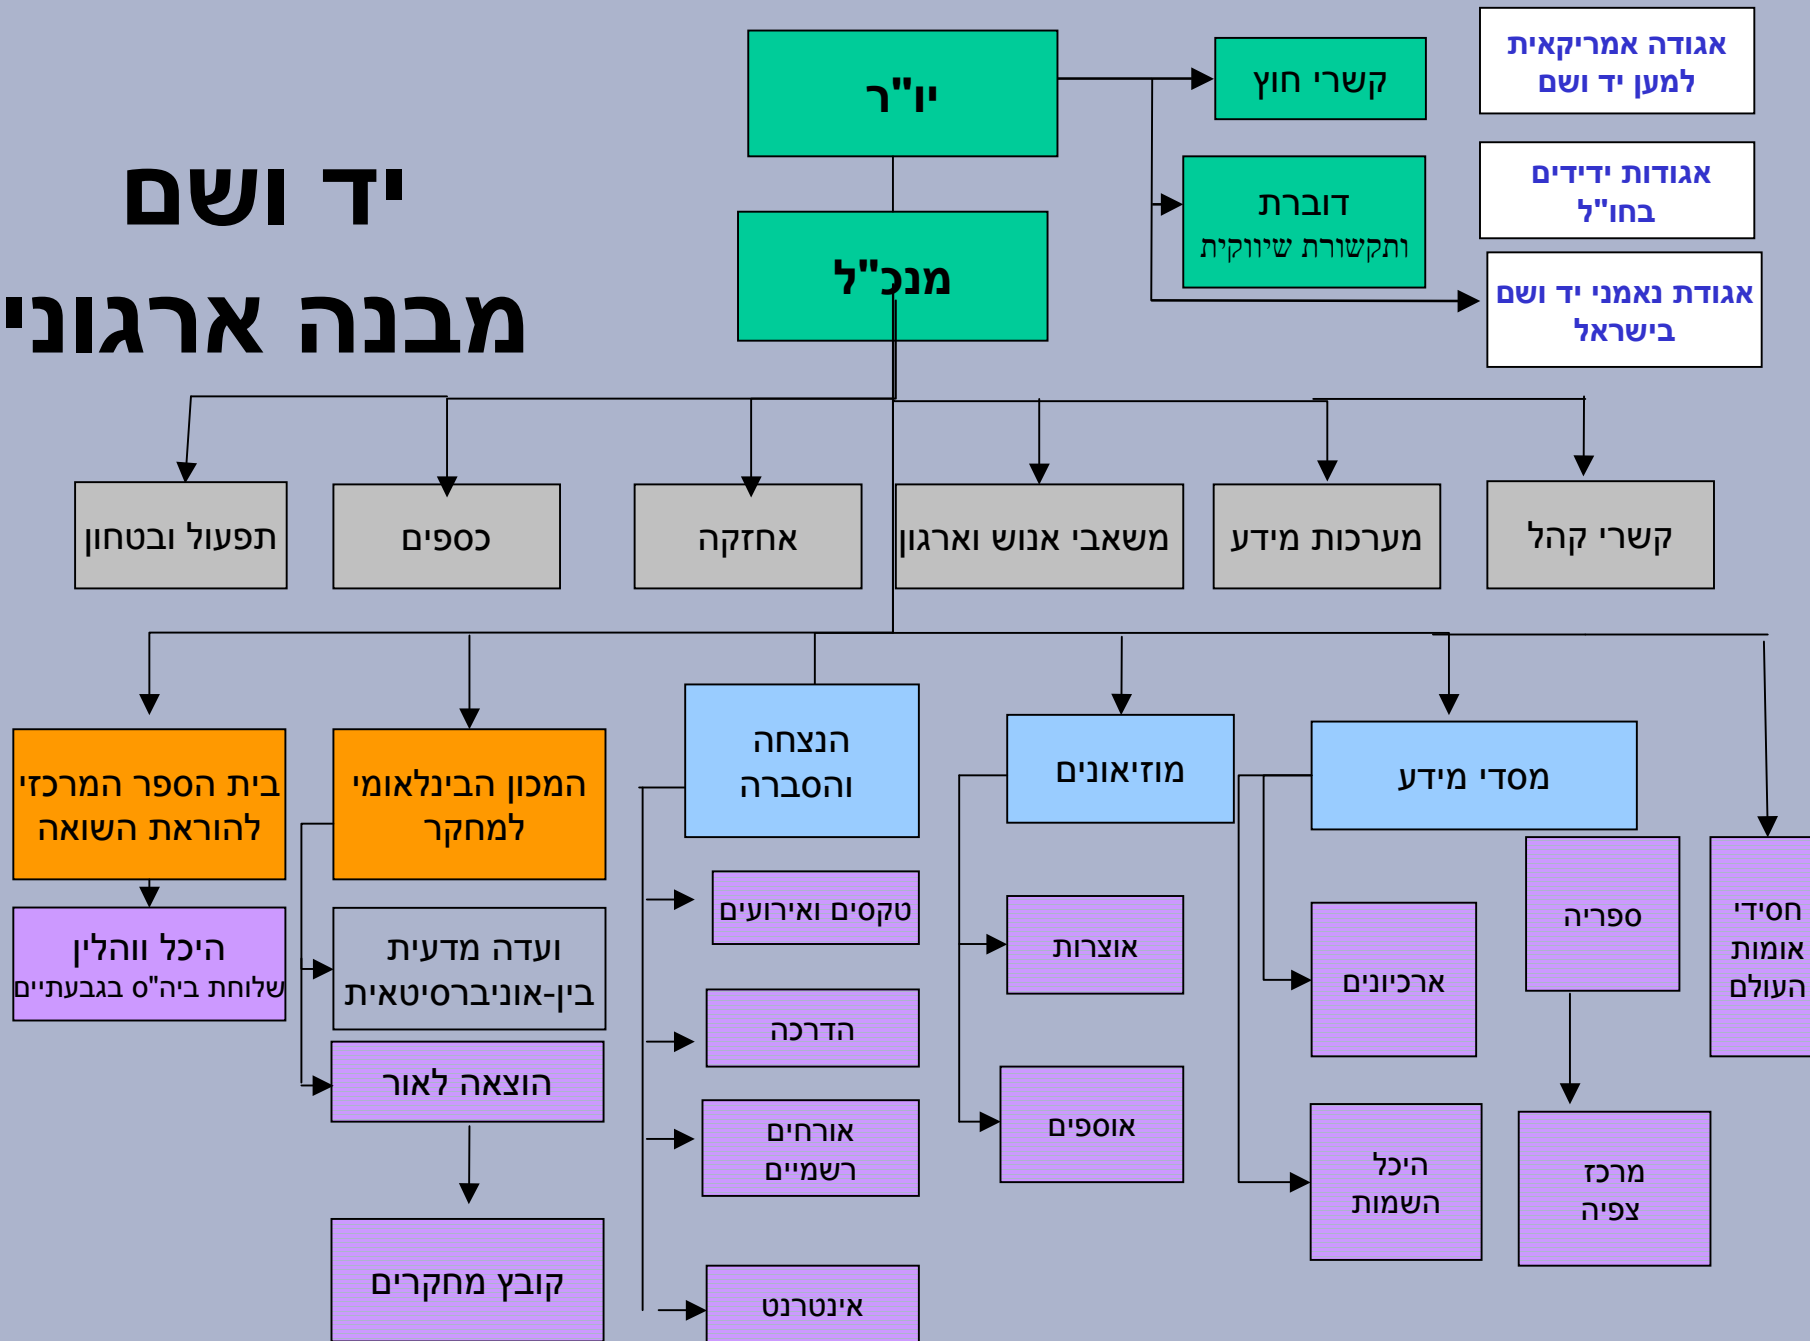 יד ושם
מבנה ארגוני
יו"ר
קשרי חוץ
אגודה אמריקאית
למען יד ושם
דוברת
ותקשורת שיווקית
אגודות ידידים
בחו"ל
מנכ"ל
אגודת נאמני יד ושם
בישראל
קשרי קהל
מערכות מידע
משאבי אנוש וארגון
אחזקה
כספים
תפעול ובטחון
מסדי מידע
מוזיאונים
הנצחה
והסברה
המכון הבינלאומי
למחקר
בית הספר המרכזי
להוראת השואה
חסידי
אומות
העולם
ספריה
ארכיונים
אוצרות
טקסים ואירועים
ועדה מדעית
בין-אוניברסיטאית
היכל ווהלין
שלוחת ביה"ס בגבעתיים
הדרכה
הוצאה לאור
מרכז
צפיה
היכל
השמות
אוספים
אורחים
רשמיים
קובץ מחקרים
אינטרנט